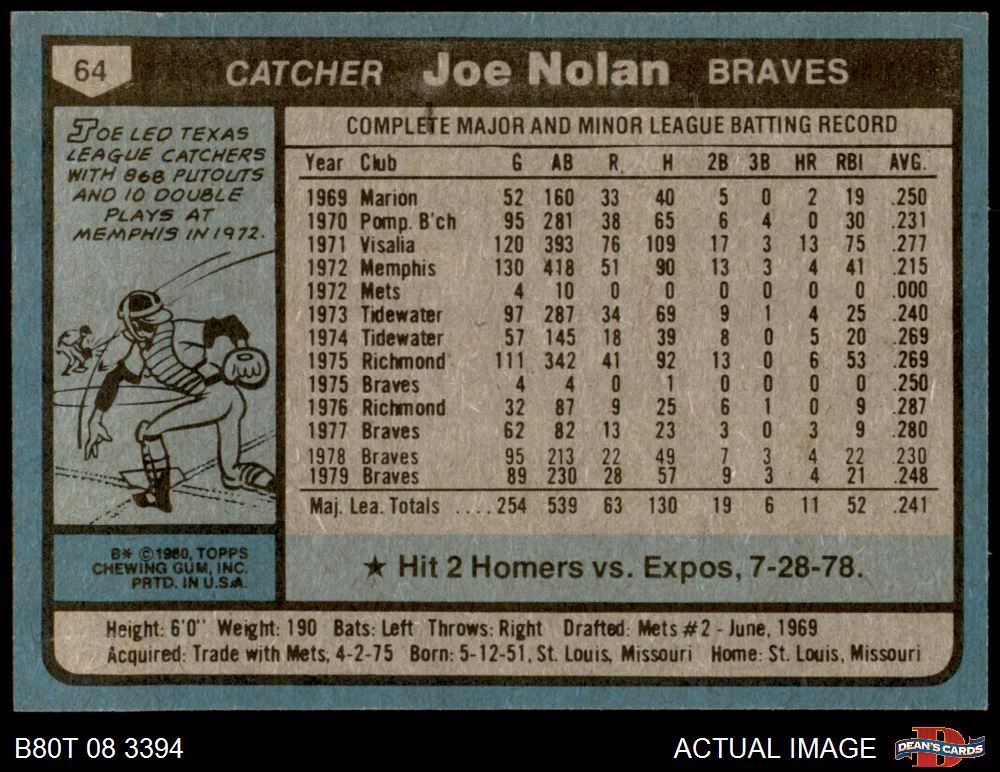 64 CATCHER Joe Nolan BRAVES
JOE LED TEXAS
LEAGUE CATCHERS
WITH 868 PUTOUTS
AND 10 DOUBLE
PLAYS AT
MEMPHIS IN 1972.
COMPLETE MAJOR AND MINOR LEAGUE BATTING RECORD
Year Club G AB R H 2B 3B HR RBI AVG.
1969 Marion 52 160 33 40 5 0 2 19 .250
1970 Pomp. B'ch 95 281 38 65 6 4 0 30 .231
1971 Visalia 120 393 76 109 17 3 13 75 .277
1972 Memphis 130 418 51 90 13 3 4 41 .215
1972 Mets 4 10 0 0 0 0 0 0 .000
1973 Tidewater 97 287 34 69 9 1 4 25 .240
1974 Tidewater 57 145 18 39 8 0 5 20 .269
1975 Richmond 111 342 41 92 13 0 6 53 .269
1975 Braves 4 4 0 1 0 0 0 0 .250
1976 Richmond 32 87 9 25 6 1 0 9 .287
1977 Braves 62 82 13 23 3 0 3 9 .280
1978 Braves 95 213 22 49 7 3 4 22 .230
1979 Braves 89 230 28 57 9 3 4 21 .248
Maj. Lea. Totals ....254 539 63 130 19 6 11 52 .241
B* ©1980, TOPPS
CHEWING GUM, INC.
PRTD. IN U.S.A.
★ Hit 2 Homers vs. Expos, 7-28-78.
Height: 6'0" Weight: 190 Bats: Left Throws: Right Drafted: Mets #2 - June, 1969
Acquired: Trade with Mets, 4-2-75 Born: 5-12-51, St. Louis, Missouri Home: St. Louis, Missouri
B80T 08 3394
ACTUAL IMAGE
D
DEAN'S CARDS